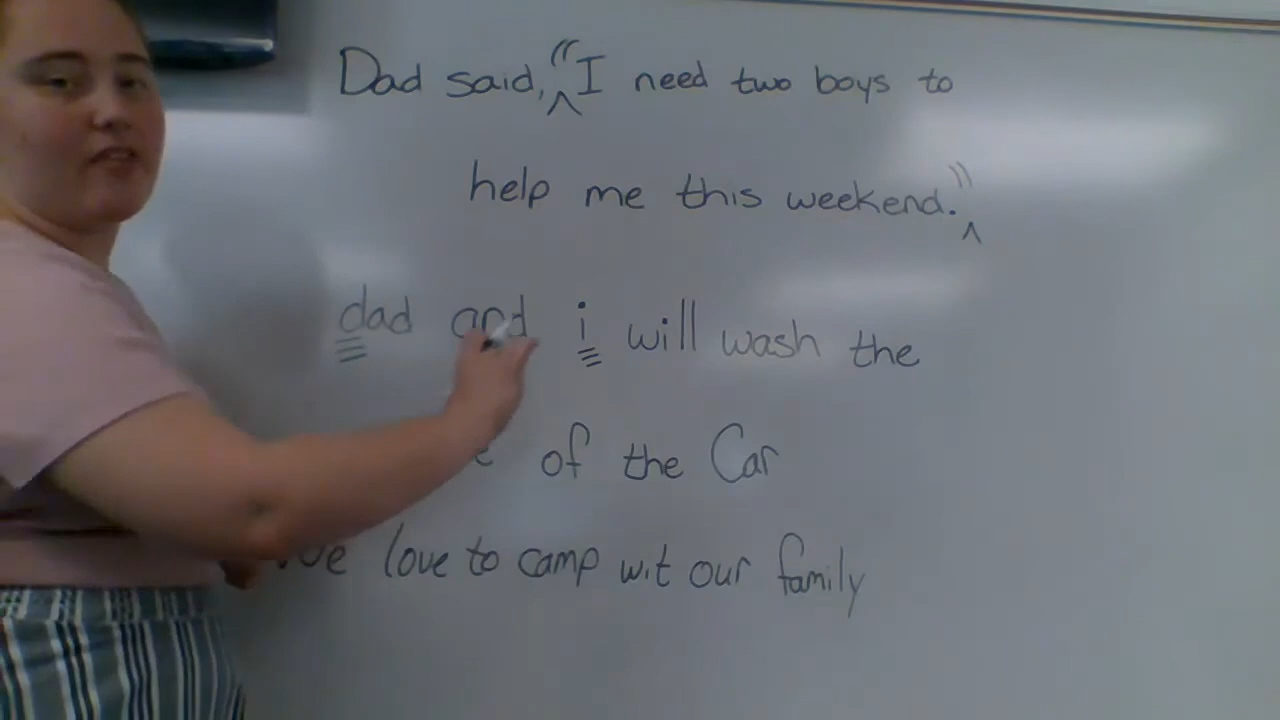 Dad said, "I need two boys to
help me this weekend."
dad and i will wash the
of the Car
love to camp wit our family